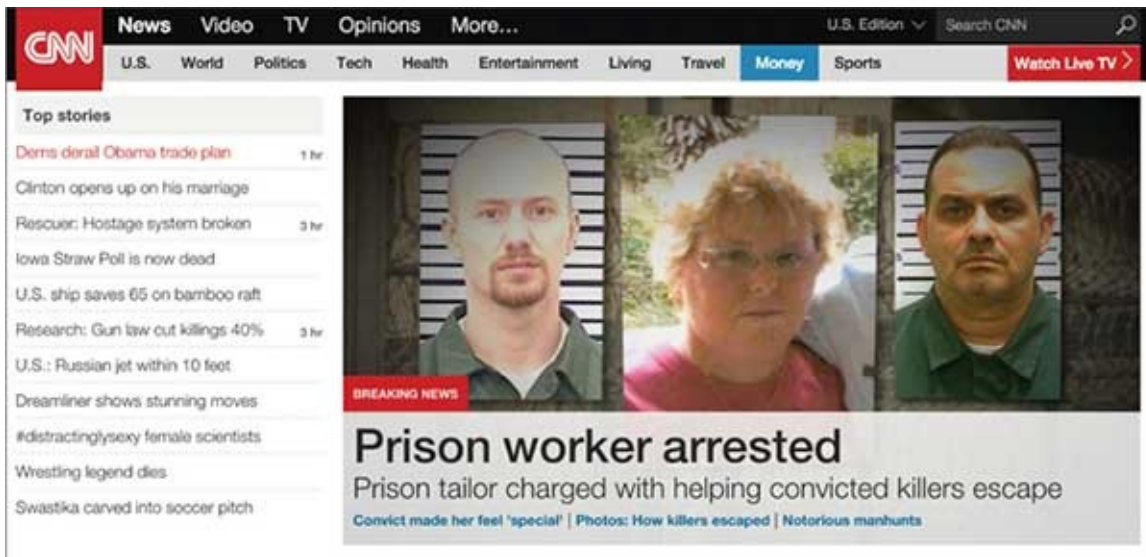 CNN
News Video TV Opinions More...
U.S. Edition
Search CNN
U.S. World Politics Tech Health Entertainment Living Travel Money Sports
Watch Live TV
Top stories
Dems derail Obama trade plan 1 hr
Clinton opens up on his marriage
Rescuer: Hostage system broken 3 hr
Iowa Straw Poll is now dead
U.S. ship saves 65 on bamboo raft
Research: Gun law cut killings 40% 3 hr
U.S.: Russian jet within 10 feet
Dreamliner shows stunning moves
#distractinglysexy female scientists
Wrestling legend dies
Swastika carved into soccer pitch
BREAKING NEWS
Prison worker arrested
Prison tailor charged with helping convicted killers escape
Convict made her feel 'special' | Photos: How killers escaped | Notorious manhunts